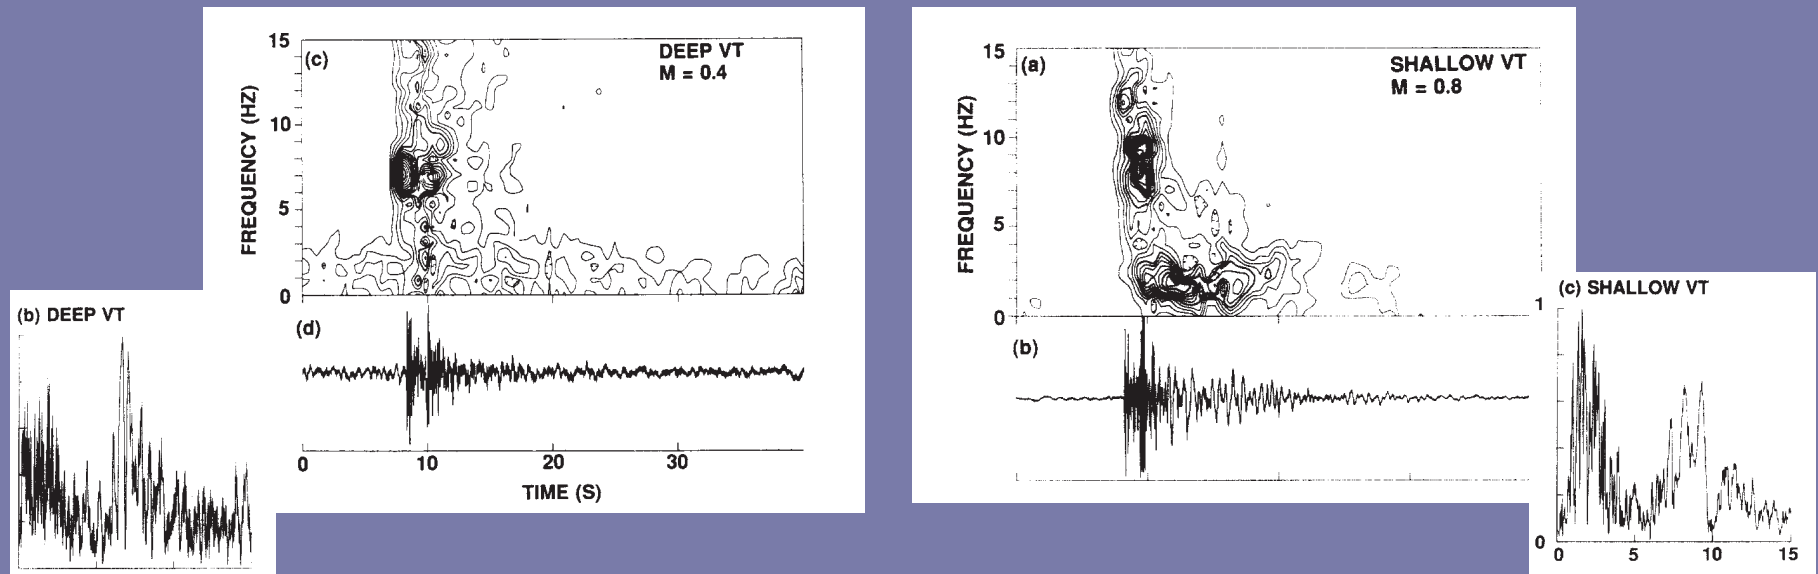 15
(c)
DEEP VT
M = 0.4
10
5
0
FREQUENCY (HZ)
(d)
0
10
20
30
TIME (S)
(b) DEEP VT
15
(a)
SHALLOW VT
M = 0.8
10
5
0
FREQUENCY (HZ)
(b)
1
(c) SHALLOW VT
0
0
5
10
15